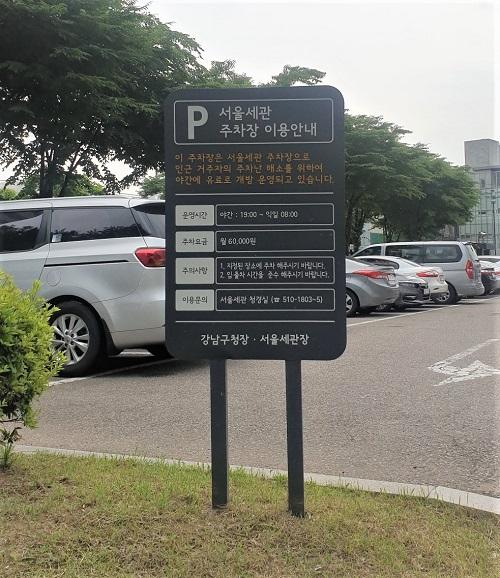 P 서울세관
주차장 이용안내
이 주차장은 서울세관 주차장으로
인근 거주자의 주차난 해소를 위하여
야간에 유료로 개방 운영되고 있습니다.
운영시간 야간 : 19:00 ~ 익일 08:00
주차요금 월 60,000원
주의사항 1. 지정된 장소에 주차 해주시기 바랍니다.
2. 입·출차 시간을 준수 해주시기 바랍니다.
이용문의 서울세관 청경실 (☎ 510-1803~5)
강남구청장 · 서울세관장